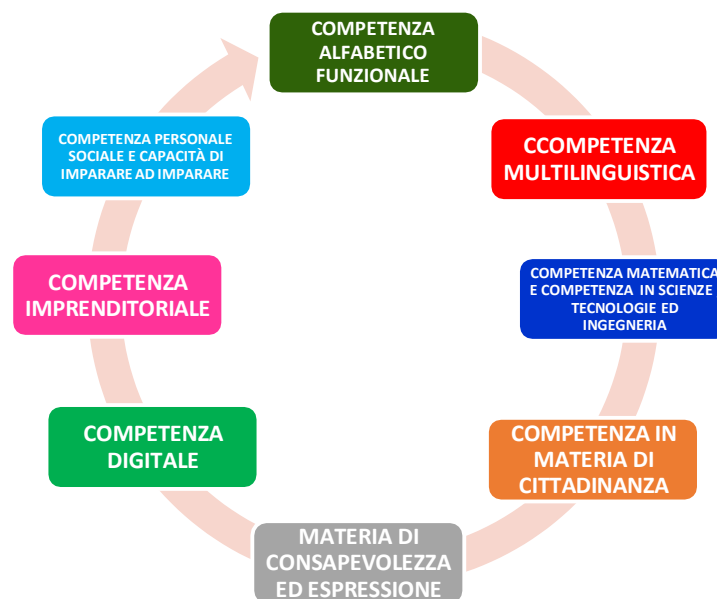 COMPETENZA
ALFABETICO
FUNZIONALE
CCOMPETENZA
MULTILINGUISTICA
COMPETENZA MATEMATICA
E COMPETENZA IN SCIENZE
TECNOLOGIE ED
INGEGNERIA
COMPETENZA IN
MATERIA DI
CITTADINANZA
MATERIA DI
CONSAPEVOLEZZA
ED ESPRESSIONE
COMPETENZA
DIGITALE
COMPETENZA
IMPRENDITORIALE
COMPETENZA PERSONALE
SOCIALE E CAPACITÀ DI
IMPARARE AD IMPARARE